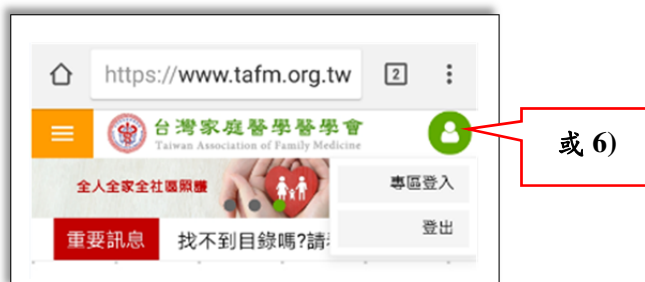 https://www.tafm.org.tw
2
台灣家庭醫學醫學會
Taiwan Association of Family Medicine
或 6)
全人全家全社區照護
專區登入
登出
重要訊息
找不到目錄嗎?請